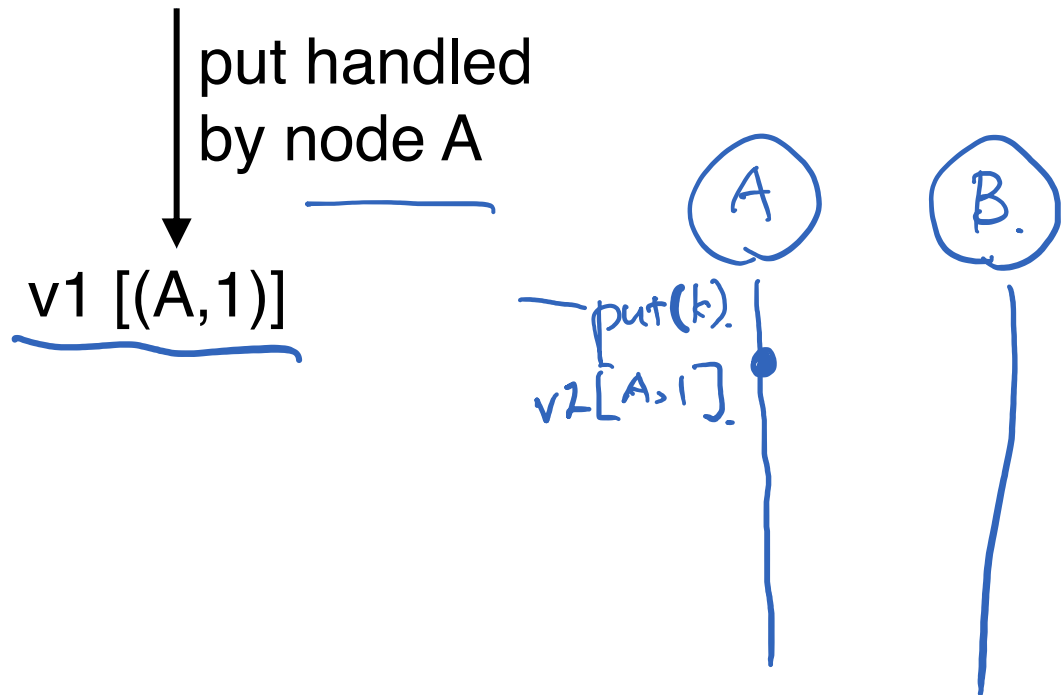 put handled
by node A
v1 [(A,1)]
A
B.
put(k).
v2[A,1].